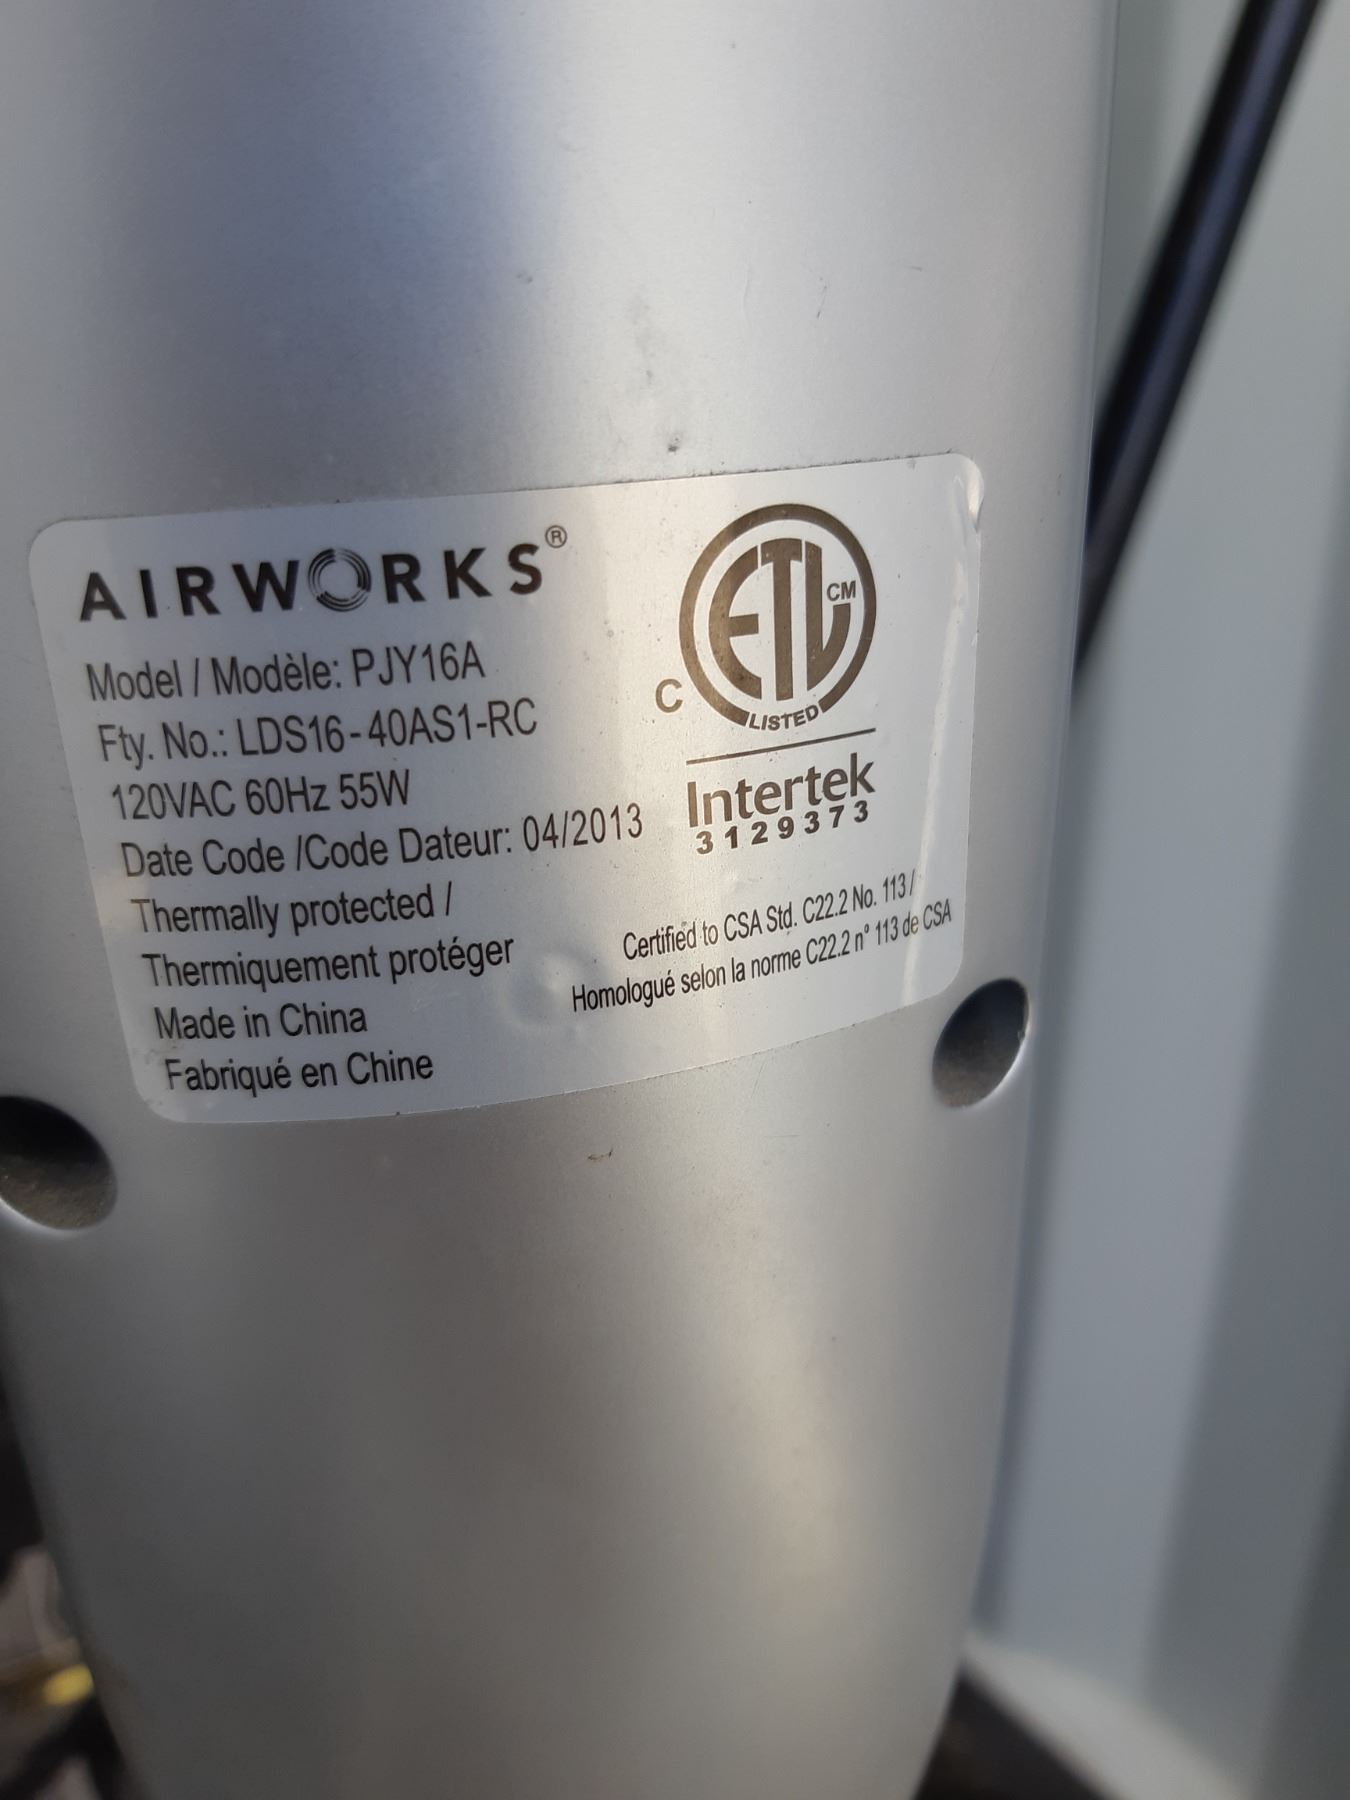 AIRWORKS®
Model / Modèle: PJY16A
Fty. No.: LDS16-40AS1-RC
120VAC 60Hz 55W
Date Code /Code Dateur: 04/2013
Thermally protected /
Thermiquement protéger
Made in China
Fabriqué en Chine
ETL CM
C
LISTED
Intertek
3129373
Certified to CSA Std. C22.2 No. 113 /
Homologué selon la norme C22.2 n° 113 de CSA